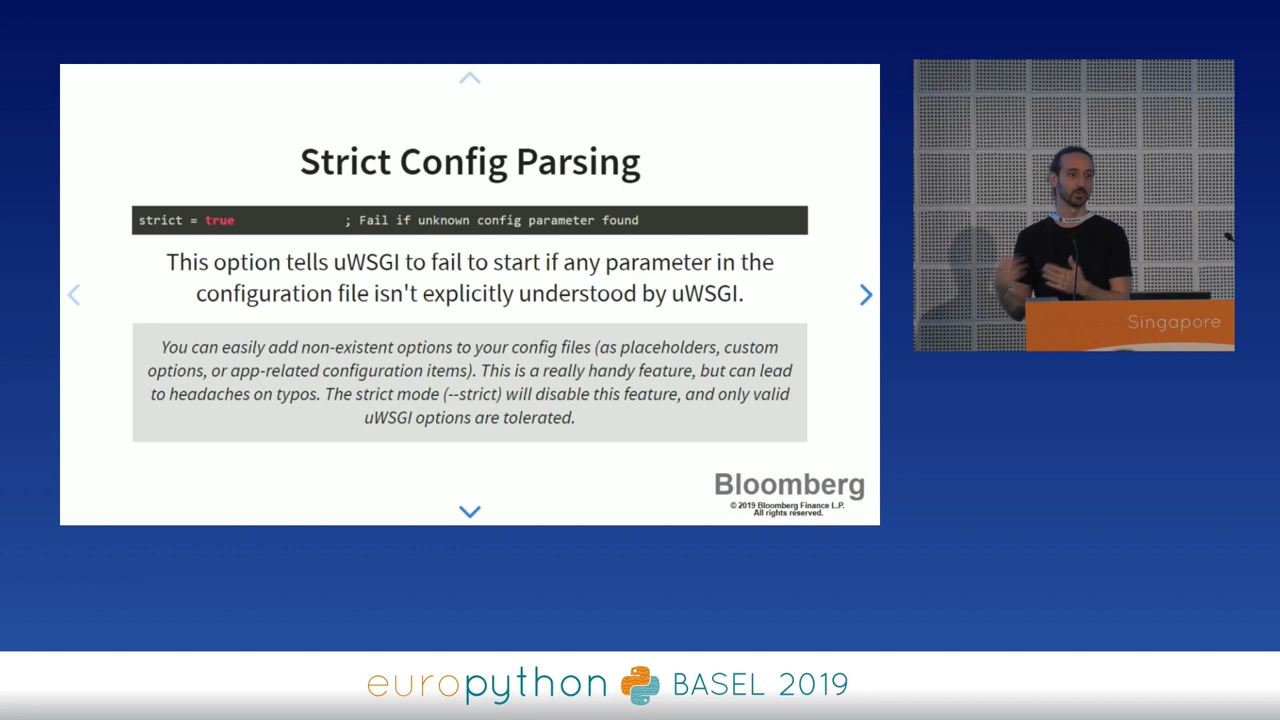 Strict Config Parsing
strict = true ; Fail if unknown config parameter found
This option tells uWSGI to fail to start if any parameter in the
configuration file isn't explicitly understood by uWSGI.
You can easily add non-existent options to your config files (as placeholders, custom
options, or app-related configuration items). This is a really handy feature, but can lead
to headaches on typos. The strict mode (--strict) will disable this feature, and only valid
uWSGI options are tolerated.
Bloomberg
© 2019 Bloomberg Finance L.P.
All rights reserved.
Singapore
europython BASEL 2019